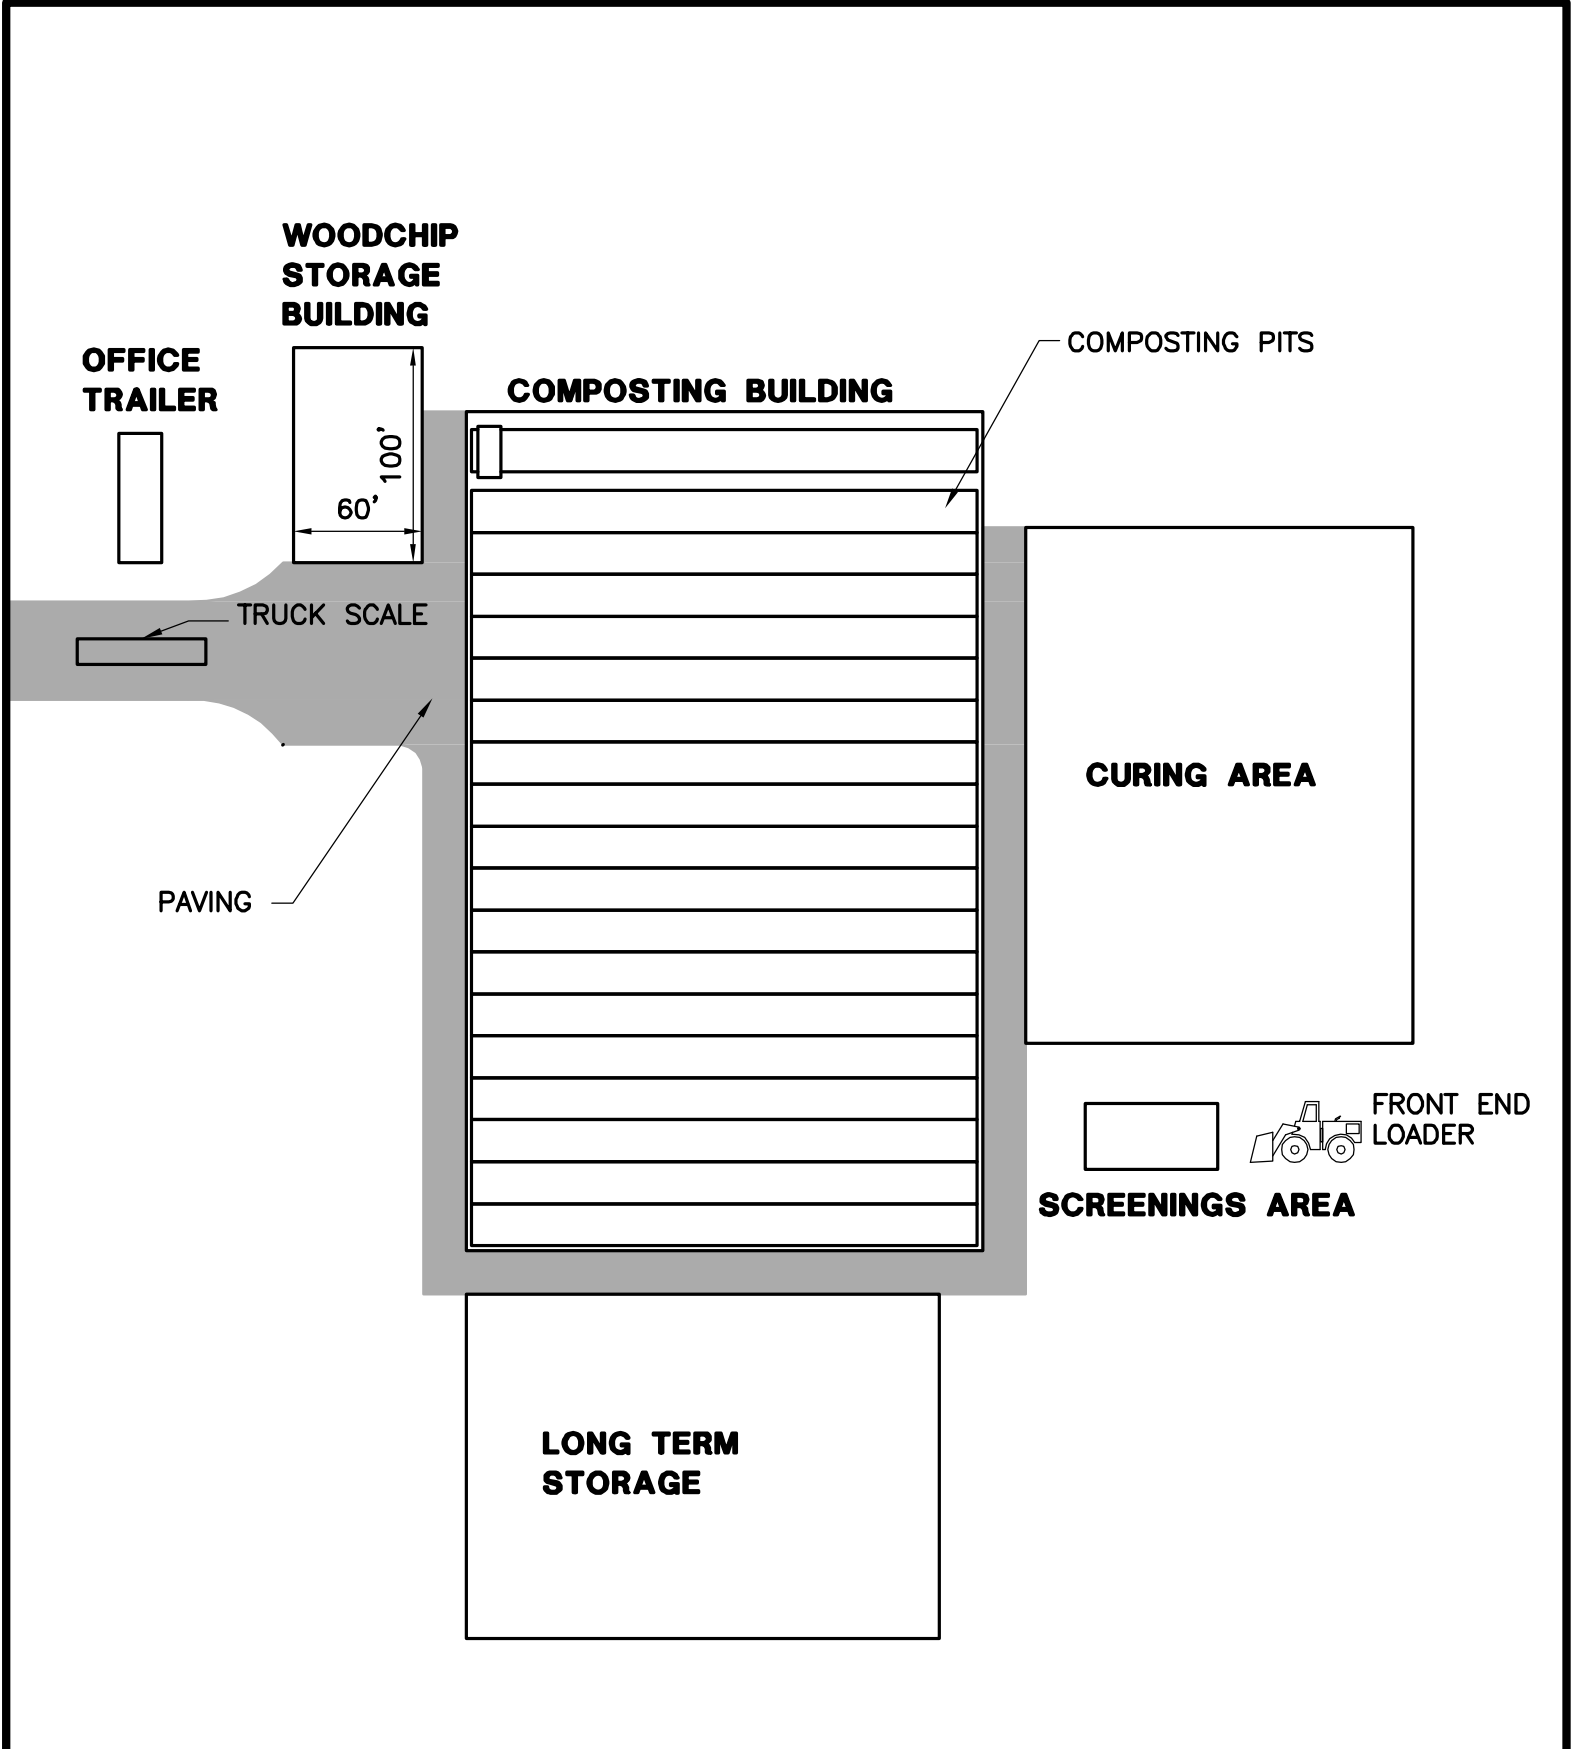 WOODCHIP
STORAGE
BUILDING
OFFICE
TRAILER
COMPOSTING BUILDING
COMPOSTING PITS
100'
60'
TRUCK SCALE
PAVING
CURING AREA
FRONT END
LOADER
SCREENINGS AREA
LONG TERM
STORAGE